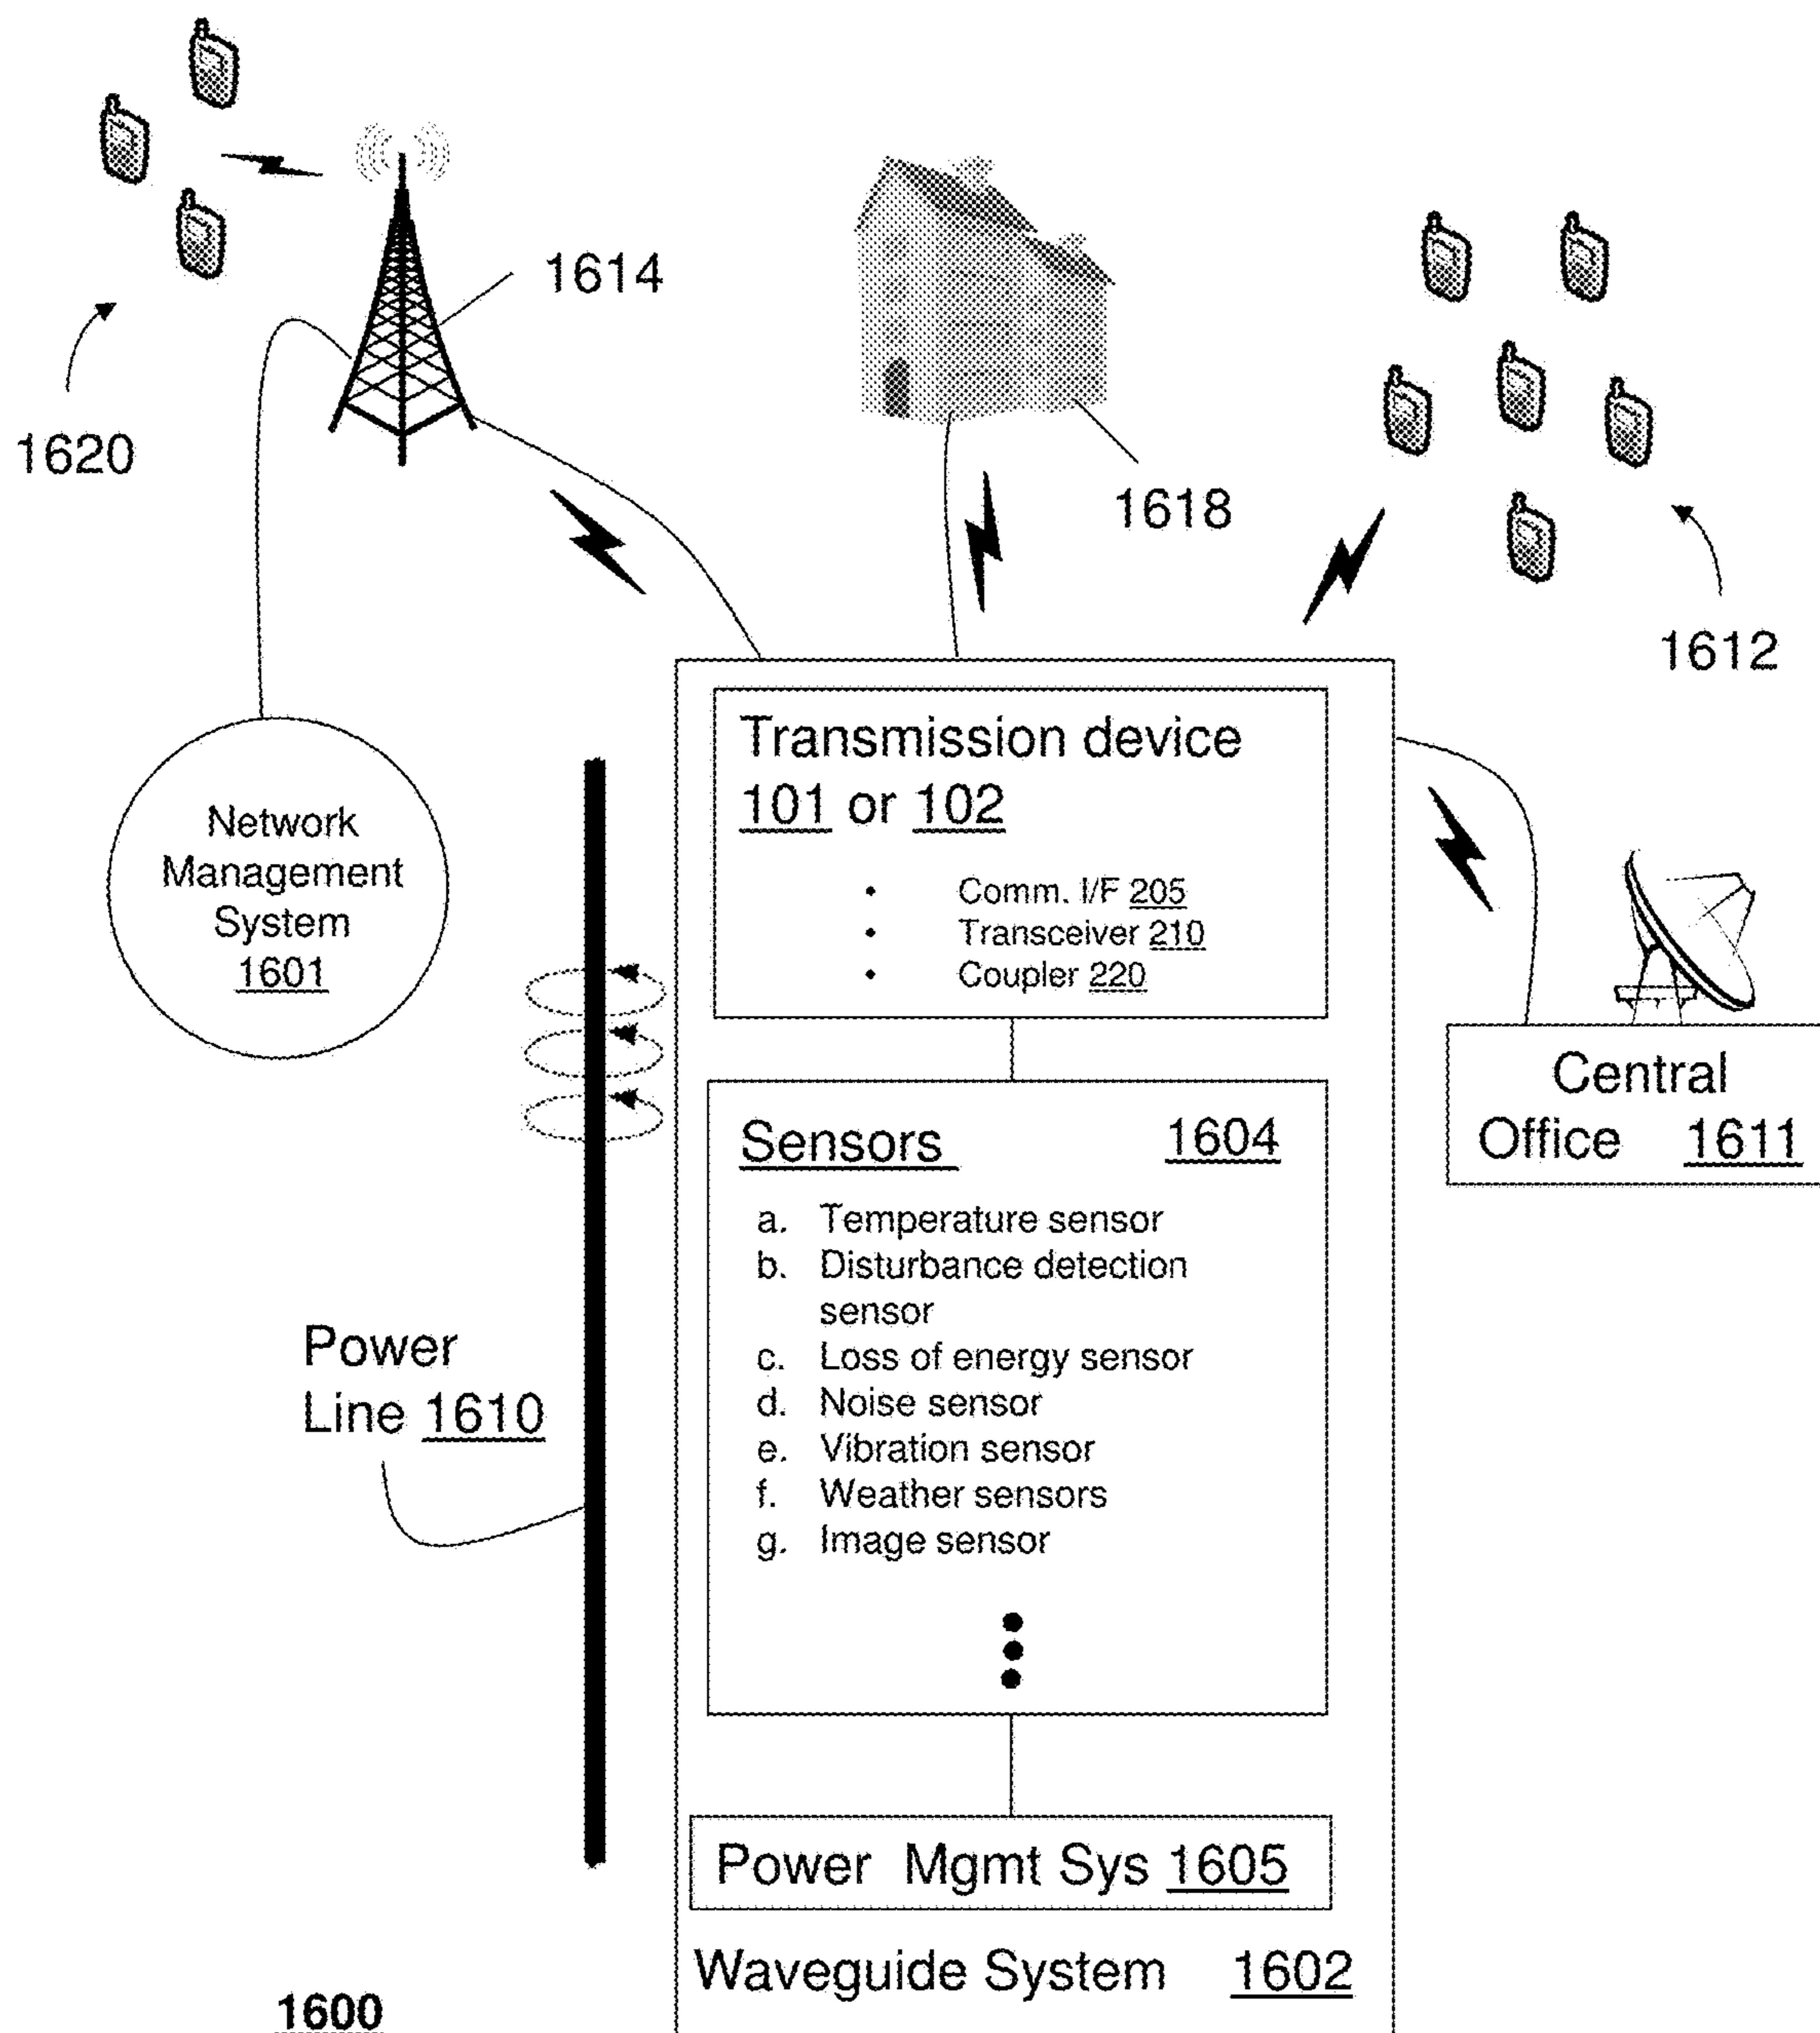 1614
1620
1618
1612
Network
Management
System
1601
Transmission device
101 or 102
• Comm. I/F 205
• Transceiver 210
• Coupler 220
Central
Office 1611
Sensors 1604
a. Temperature sensor
b. Disturbance detection
sensor
c. Loss of energy sensor
d. Noise sensor
e. Vibration sensor
f. Weather sensors
g. Image sensor
Power
Line 1610
Power Mgmt Sys 1605
Waveguide System 1602
1600